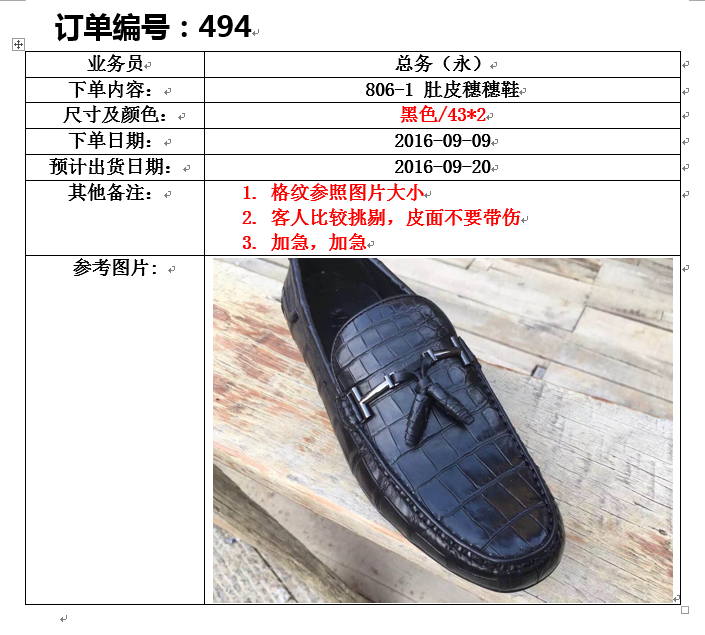 订单编号：494
业务员 总务（永）
下单内容： 806-1 肚皮穗穗鞋
尺寸及颜色： 黑色/43*2
下单日期： 2016-09-09
预计出货日期： 2016-09-20
其他备注： 1. 格纹参照图片大小
2. 客人比较挑剔，皮面不要带伤
3. 加急，加急
参考图片: